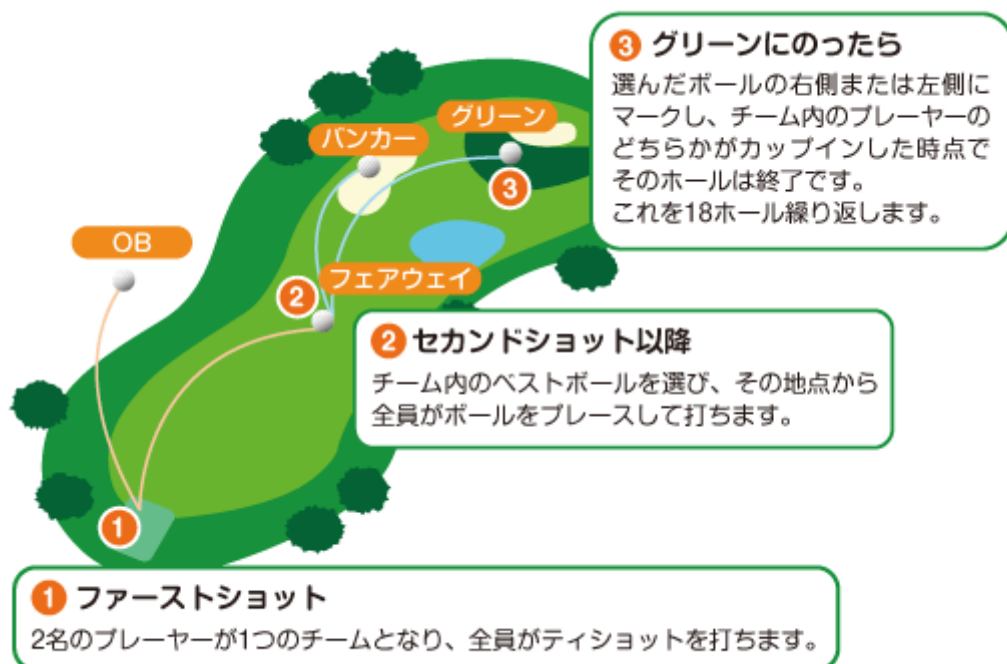 3 グリーンにのったら
選んだボールの右側または左側に
マークし、チーム内のプレーヤーの
どちらかがカップインした時点で
そのホールは終了です。
これを18ホール繰り返します。
グリーン
バンカー
3
OB
フェアウェイ
2
2 セカンドショット以降
チーム内のベストボールを選び、その地点から
全員がボールをプレースして打ちます。
1
1 ファーストショット
2名のプレーヤーが1つのチームとなり、全員がティショットを打ちます。